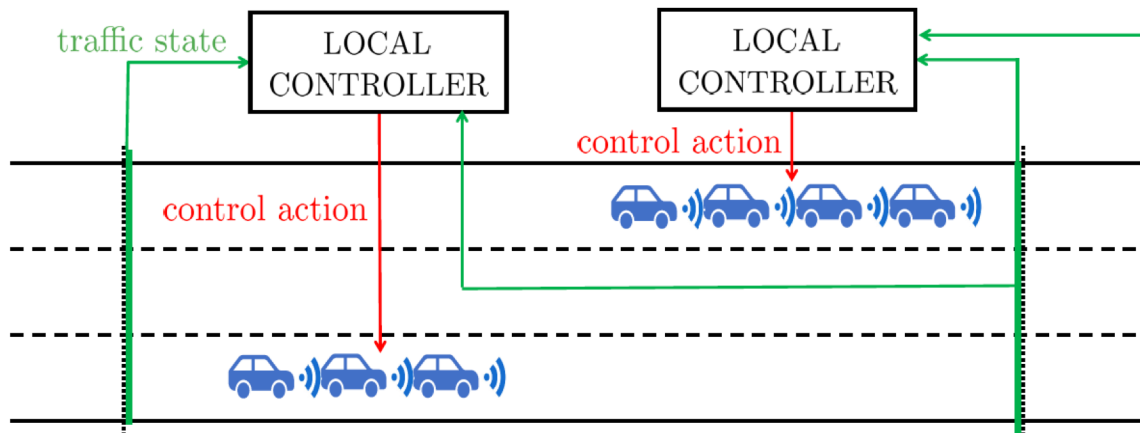 traffic state
LOCAL
CONTROLLER
LOCAL
CONTROLLER
control action
control action